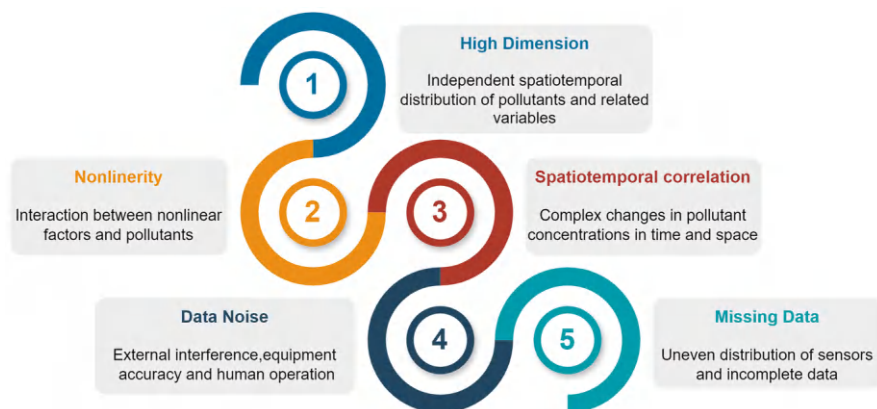 1
High Dimension
Independent spatiotemporal
distribution of pollutants and related
variables
Nonlinerity
Interaction between nonlinear
factors and pollutants
2
3
Spatiotemporal correlation
Complex changes in pollutant
concentrations in time and space
Data Noise
External interference,equipment
accuracy and human operation
4
5
Missing Data
Uneven distribution of sensors
and incomplete data